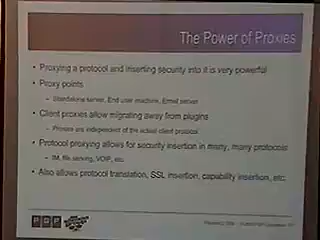 The Power of Proxies
• Proxying a protocol and inserting security into it is very powerful
• Proxy points
– Standalone server, End user machine, Email server
• Client proxies allow migrating away from plugins
– Proxies are independent of the actual client protocol
• Protocol proxying allows for security insertion in many, many protocols
– IM, file serving, VOIP, etc.
• Also allows protocol translation, SSL insertion, capability insertion, etc.
PGP